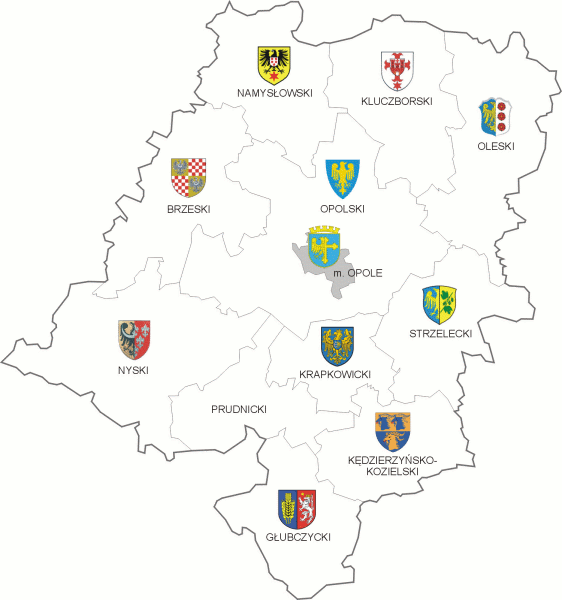 NAMYSŁOWSKI
KLUCZBORSKI
OLESKI
BRZESKI
OPOLSKI
m. OPOLE
STRZELECKI
NYSKI
KRAPKOWICKI
PRUDNICKI
KĘDZIERZYŃSKO-
KOZIELSKI
GŁUBCZYCKI